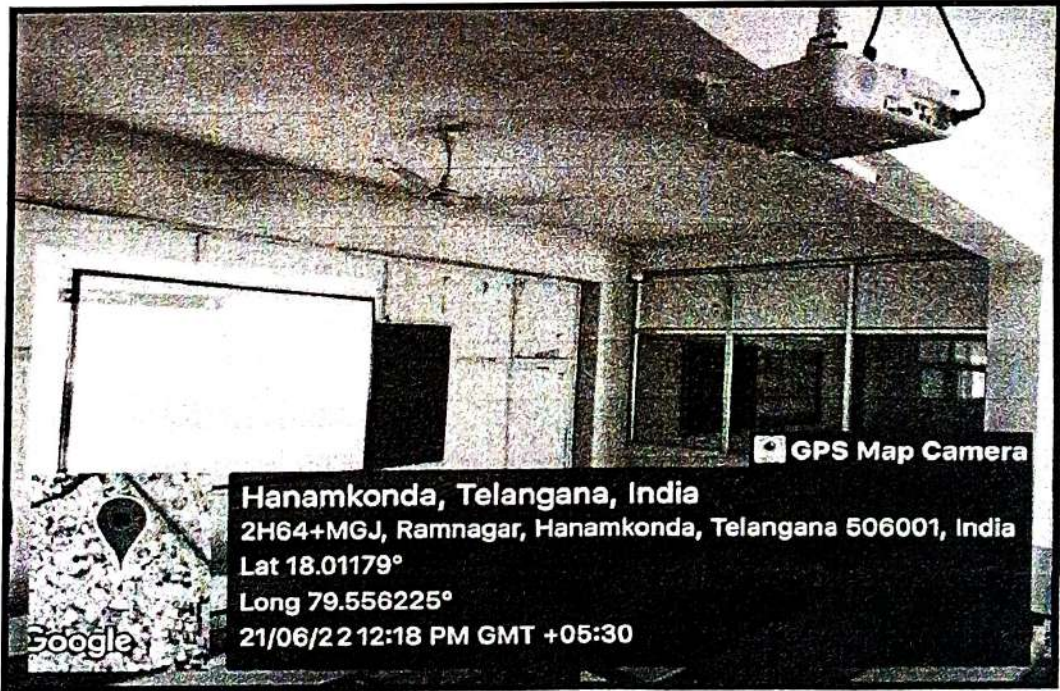 GPS Map Camera
Hanamkonda, Telangana, India
2H64+MGJ, Ramnagar, Hanamkonda, Telangana 506001, India
Lat 18.01179°
Long 79.556225°
21/06/22 12:18 PM GMT +05:30
Google